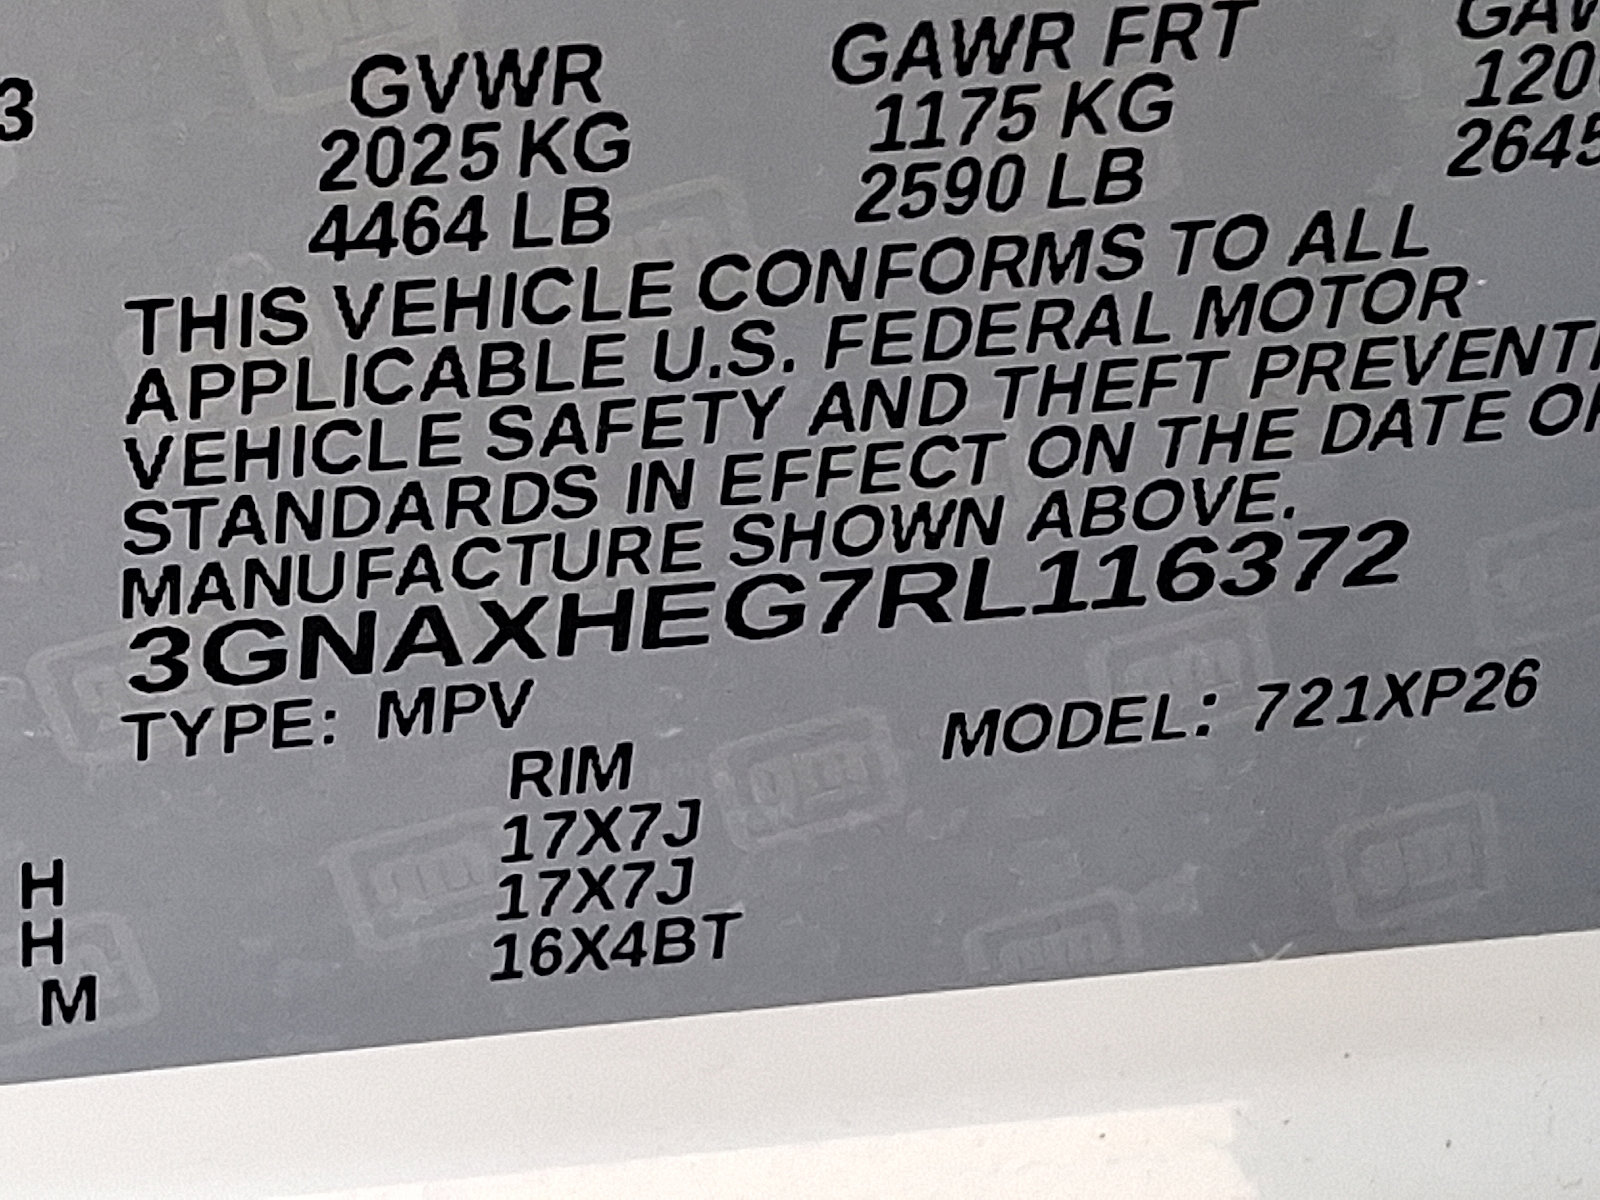 3
GVWR
2025 KG
4464 LB
GAWR FRT
1175 KG
2590 LB
THIS VEHICLE CONFORMS TO ALL
APPLICABLE U.S. FEDERAL MOTOR
VEHICLE SAFETY AND THEFT
STANDARDS IN EFFECT ON THE DATE
MANUFACTURE SHOWN ABOVE.
3GNAXHEG7RL116372
TYPE: MPV
MODEL: 721XP26
RIM
17X7J
H 17X7J
H 16X4BT
M